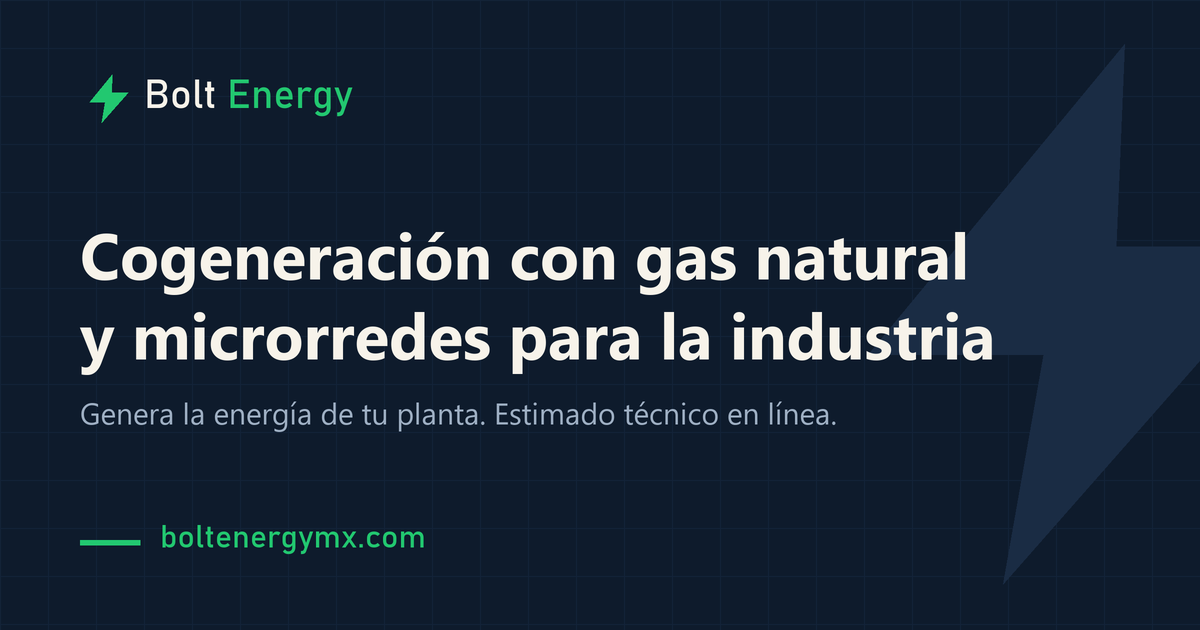 Bolt Energy
Cogeneración con gas natural
y microrredes para la industria
Genera la energía de tu planta. Estimado técnico en línea.
boltenergymx.com